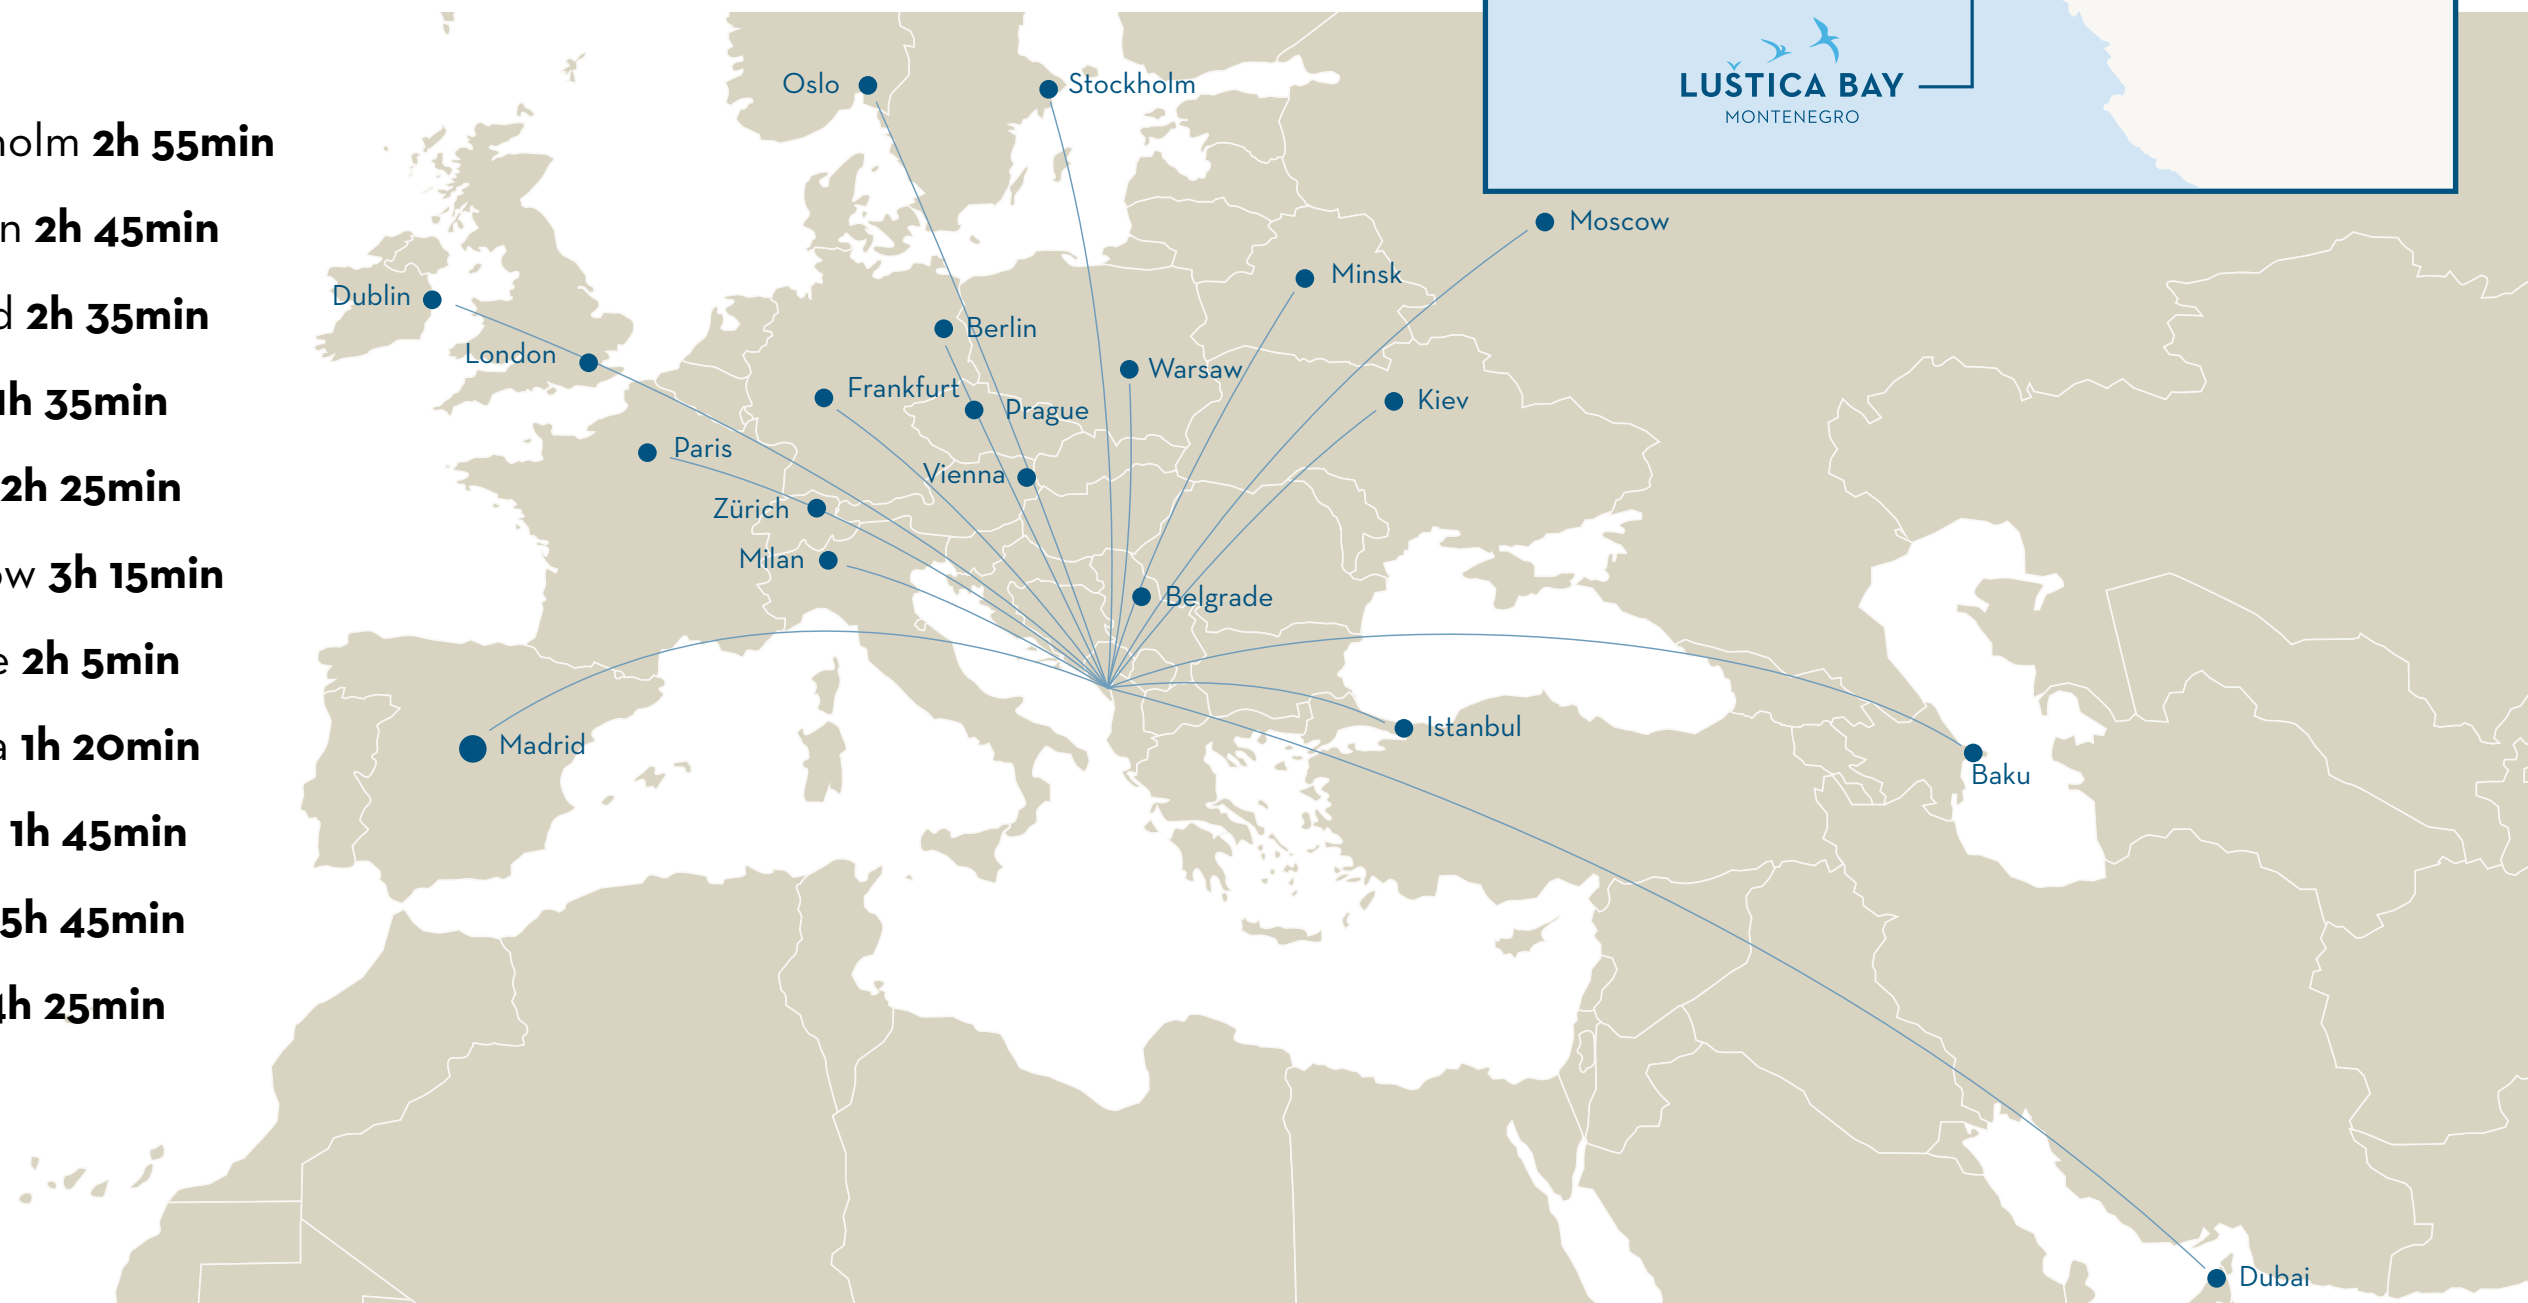 holm 2h 55min
n 2h 45min
d 2h 35min
1h 35min
2h 25min
ow 3h 15min
e 2h 5min
a 1h 20min
1h 45min
5h 45min
4h 25min
LUŠTICA BAY
MONTENEGRO
Oslo
Stockholm
Moscow
Minsk
Dublin
Berlin
London
Warsaw
Frankfurt
Prague
Kiev
Paris
Vienna
Zürich
Milan
Belgrade
Madrid
Istanbul
Baku
Dubai